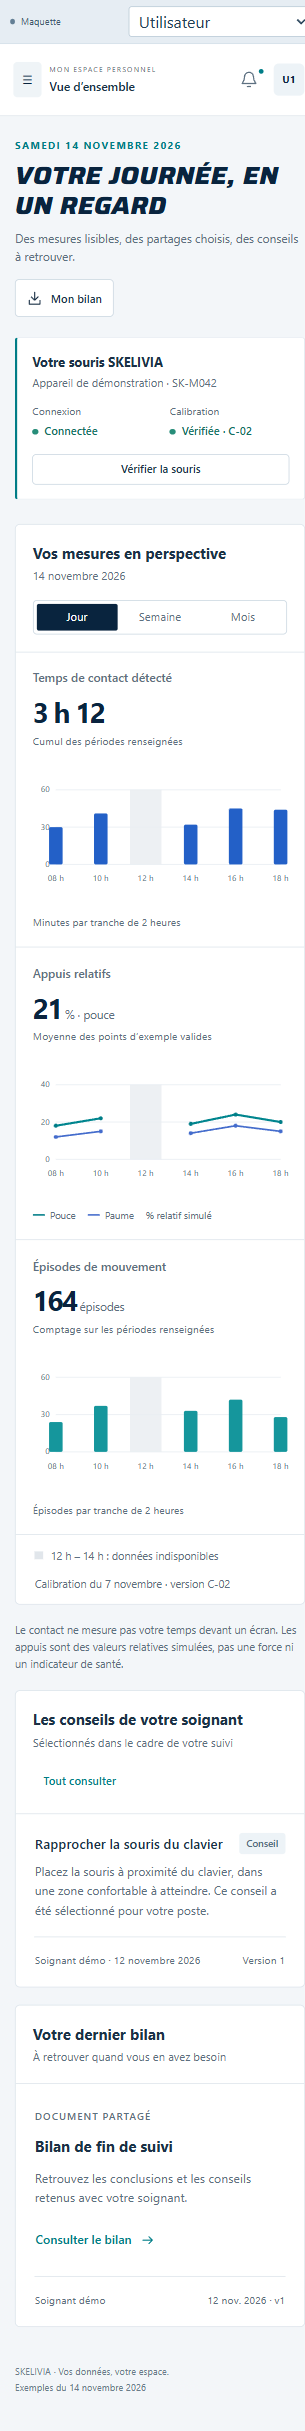 Maquette
Utilisateur
MON ESPACE PERSONNEL
Vue d'ensemble
U1
SAMEDI 14 NOVEMBRE 2026
VOTRE JOURNÉE, EN
UN REGARD
Des mesures lisibles, des partages choisis, des conseils
à retrouver.
Mon bilan
Votre souris SKELIVIA
Appareil de démonstration · SK-M042
Connexion Calibration
Connectée Vérifiée · C-02
Vérifier la souris
Vos mesures en perspective
14 novembre 2026
Jour Semaine Mois
Temps de contact détecté
3 h 12
Cumul des périodes renseignées
60
30
0
08 h 10 h 12 h 14 h 16 h 18 h
Minutes par tranche de 2 heures
Appuis relatifs
21 % · pouce
Moyenne des points d'exemple valides
40
20
0
08 h 10 h 12 h 14 h 16 h 18 h
Pouce Paume % relatif simulé
Épisodes de mouvement
164 épisodes
Comptage sur les périodes renseignées
60
30
0
08 h 10 h 12 h 14 h 16 h 18 h
Épisodes par tranche de 2 heures
12 h – 14 h : données indisponibles
Calibration du 7 novembre · version C-02
Le contact ne mesure pas votre temps devant un écran. Les
appuis sont des valeurs relatives simulées, pas une force ni
un indicateur de santé.
Les conseils de votre soignant
Sélectionnés dans le cadre de votre suivi
Tout consulter
Rapprocher la souris du clavier Conseil
Placez la souris à proximité du clavier, dans
une zone confortable à atteindre. Ce conseil a
été sélectionné pour votre poste.
Soignant démo · 12 novembre 2026 Version 1
Votre dernier bilan
À retrouver quand vous en avez besoin
DOCUMENT PARTAGÉ
Bilan de fin de suivi
Retrouvez les conclusions et les conseils
retenus avec votre soignant.
Consulter le bilan →
Soignant démo 12 nov. 2026 · v1
SKELIVIA · Vos données, votre espace.
Exemples du 14 novembre 2026